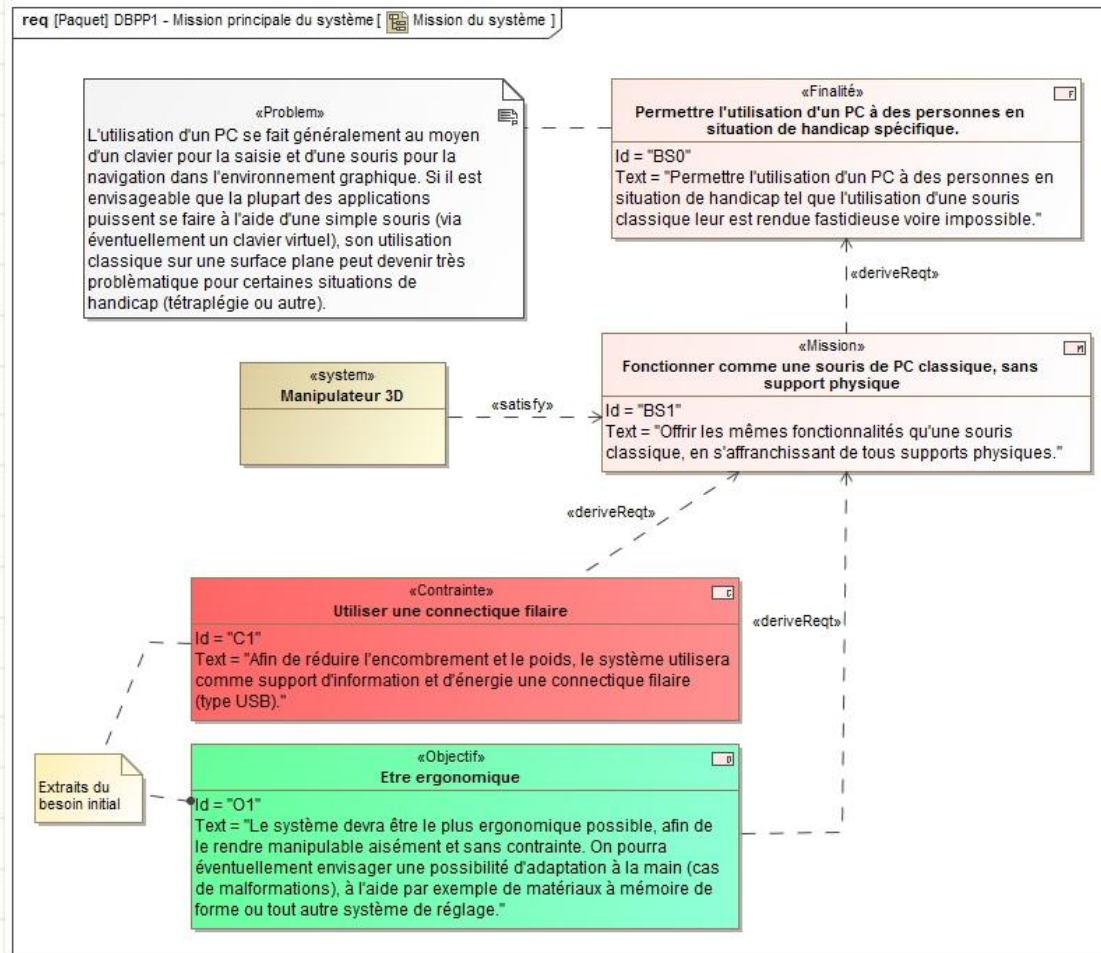 req [Paquet] DBPP1 - Mission principale du système [ Mission du système ]
«Problem»
L'utilisation d'un PC se fait généralement au moyen
d'un clavier pour la saisie et d'une souris pour la
navigation dans l'environnement graphique. Si il est
envisageable que la plupart des applications
puissent se faire à l'aide d'une simple souris (via
éventuellement un clavier virtuel), son utilisation
classique sur une surface plane peut devenir très
problèmatique pour certaines situations de
handicap (tétraplégie ou autre).
«Finalité»
F
Permettre l'utilisation d'un PC à des personnes en
situation de handicap spécifique.
Id = "BS0"
Text = "Permettre l'utilisation d'un PC à des personnes en
situation de handicap tel que l'utilisation d'une souris
classique leur est rendue fastidieuse voire impossible."
«deriveReqt»
«Mission»
M
Fonctionner comme une souris de PC classique, sans
support physique
Id = "BS1"
Text = "Offrir les mêmes fonctionnalités qu'une souris
classique, en s'affranchissant de tous supports physiques."
«system»
Manipulateur 3D
«satisfy»
«deriveReqt»
«deriveReqt»
«Contrainte»
C
Utiliser une connectique filaire
Id = "C1"
Text = "Afin de réduire l'encombrement et le poids, le système utilisera
comme support d'information et d'énergie une connectique filaire
(type USB)."
Extraits du
besoin initial
«Objectif»
O
Etre ergonomique
Id = "O1"
Text = "Le système devra être le plus ergonomique possible, afin de
le rendre manipulable aisément et sans contrainte. On pourra
éventuellement envisager une possibilité d'adaptation à la main (cas
de malformations), à l'aide par exemple de matériaux à mémoire de
forme ou tout autre système de réglage."